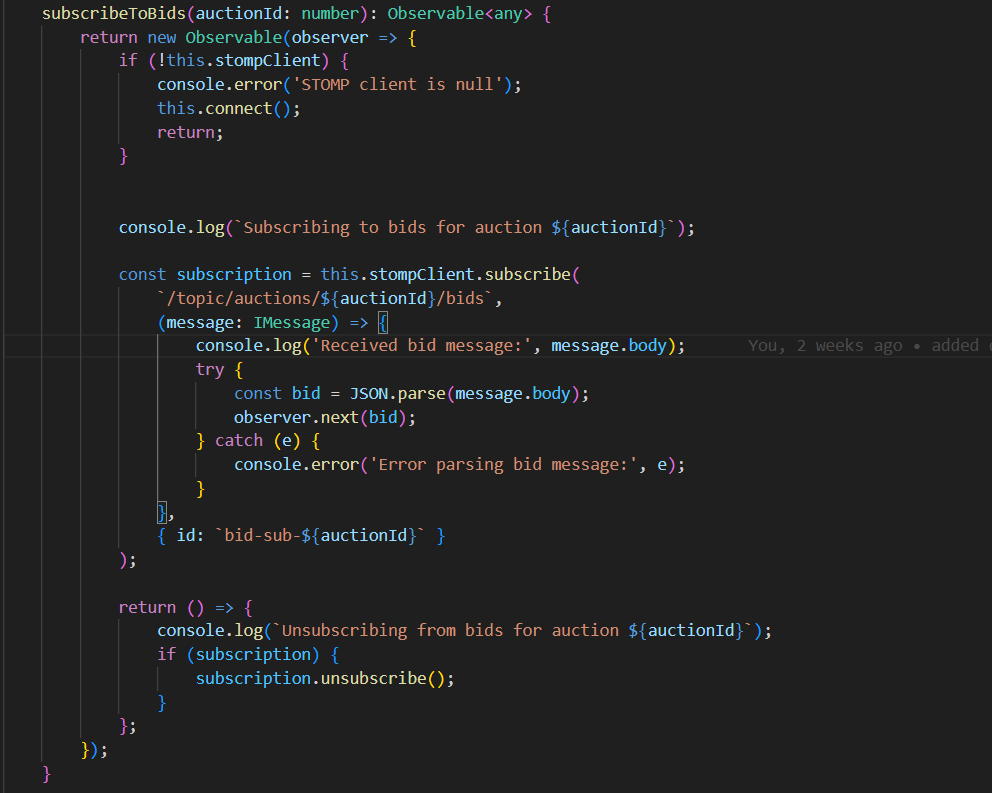 subscribeToBids(auctionId: number): Observable<any> {
return new Observable(observer => {
if (!this.stompClient) {
console.error('STOMP client is null');
this.connect();
return;
}
console.log(`Subscribing to bids for auction ${auctionId}`);
const subscription = this.stompClient.subscribe(
`/topic/auctions/${auctionId}/bids`,
(message: IMessage) => {
console.log('Received bid message:', message.body); You, 2 weeks ago • added
try {
const bid = JSON.parse(message.body);
observer.next(bid);
} catch (e) {
console.error('Error parsing bid message:', e);
}
},
{ id: `bid-sub-${auctionId}` }
);
return () => {
console.log(`Unsubscribing from bids for auction ${auctionId}`);
if (subscription) {
subscription.unsubscribe();
}
};
});
}